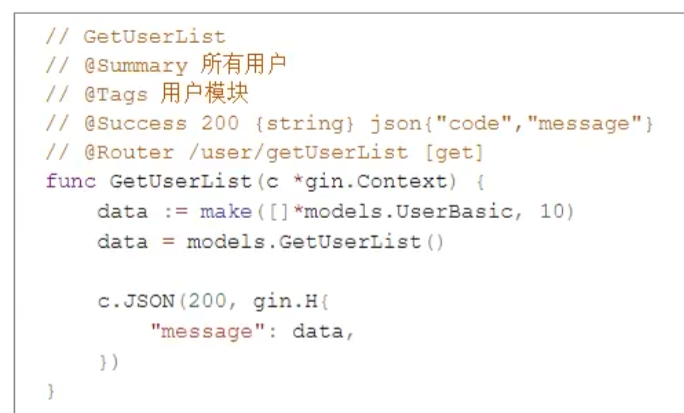 // GetUserList
// @Summary 所有用户
// @Tags 用户模块
// @Success 200 {string} json{"code","message"}
// @Router /user/getUserList [get]
func GetUserList(c *gin.Context) {
    data := make([]*models.UserBasic, 10)
    data = models.GetUserList()

    c.JSON(200, gin.H{
        "message": data,
    })
}